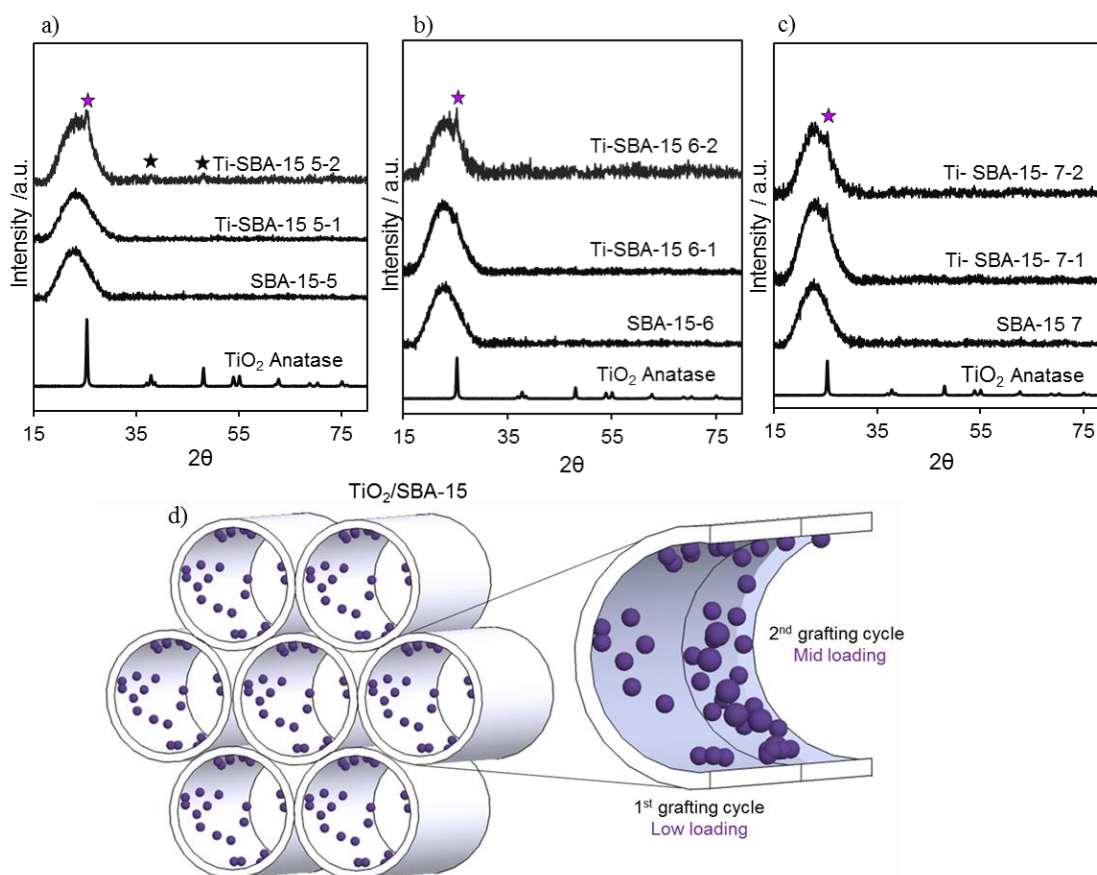 a)
Intensity /a.u.
Ti-SBA-15 5-2
Ti-SBA-15 5-1
SBA-15-5
TiO2 Anatase
15 35 55 75
2θ
b)
Intensity / a.u.
Ti-SBA-15 6-2
Ti-SBA-15 6-1
SBA-15-6
TiO2 Anatase
15 35 55 75
2θ
c)
Intensity / a.u.
Ti- SBA-15- 7-2
Ti- SBA-15- 7-1
SBA-15 7
TiO2 Anatase
15 35 55 75
2θ
d)
TiO2/SBA-15
2nd grafting cycle
Mid loading
1st grafting cycle
Low loading